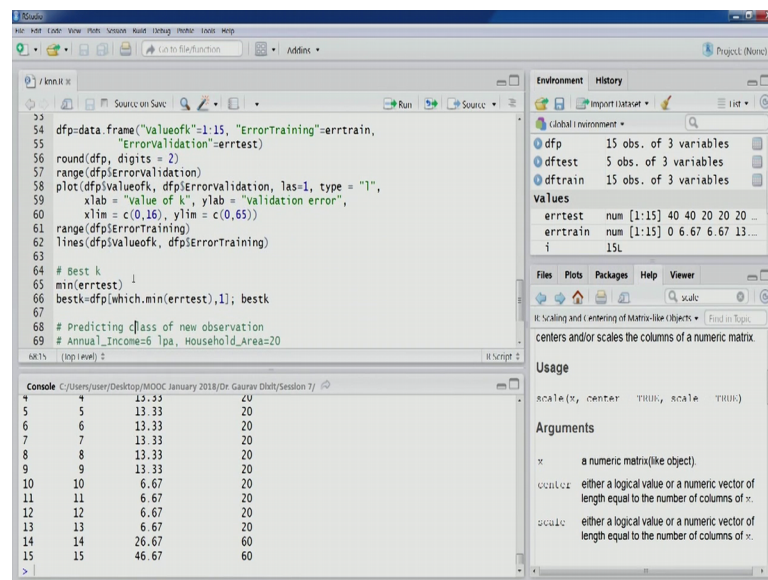 RStudio
File Edit Code View Plots Session Build Debug Profile Tools Help
Go to file/function
Addins
Project: (None)
knn.R
Source on Save
Run
Source
53
54 dfp=data.frame("Valueofk"=1:15, "ErrorTraining"=errtrain,
55 "ErrorValidation"=errtest)
56 round(dfp, digits = 2)
57 range(dfp$ErrorValidation)
58 plot(dfp$Valueofk, dfp$ErrorValidation, las=1, type = "l",
59 xlab = "Value of k", ylab = "Validation error",
60 xlim = c(0,16), ylim = c(0,65))
61 range(dfp$ErrorTraining)
62 lines(dfp$Valueofk, dfp$ErrorTraining)
63
64 # Best k
65 min(errtest)
66 bestk=dfp[which.min(errtest),1]; bestk
67
68 # Predicting class of new observation
69 # Annual_Income=6 lpa, Household_Area=20
68:15 (Top Level) R Script
Console C:/Users/user/Desktop/MOOC January 2018/Dr. Gaurav Dixit/Session 7/
4 4 13.33 20
5 5 13.33 20
6 6 13.33 20
7 7 13.33 20
8 8 13.33 20
9 9 13.33 20
10 10 6.67 20
11 11 6.67 20
12 12 6.67 20
13 13 6.67 20
14 14 26.67 60
15 15 46.67 60
>
Environment History
Import Dataset List
Global Environment
dfp 15 obs. of 3 variables
dftest 5 obs. of 3 variables
dftrain 15 obs. of 3 variables
values
errtest num [1:15] 40 40 20 20 20 ...
errtrain num [1:15] 0 6.67 6.67 13...
i 15L
Files Plots Packages Help Viewer
scale
R: Scaling and Centering of Matrix-like Objects Find in Topic
centers and/or scales the columns of a numeric matrix.
Usage
scale(x, center TRUE, scale TRUE)
Arguments
x a numeric matrix(like object).
center either a logical value or a numeric vector of
length equal to the number of columns of x.
scale either a logical value or a numeric vector of
length equal to the number of columns of x.